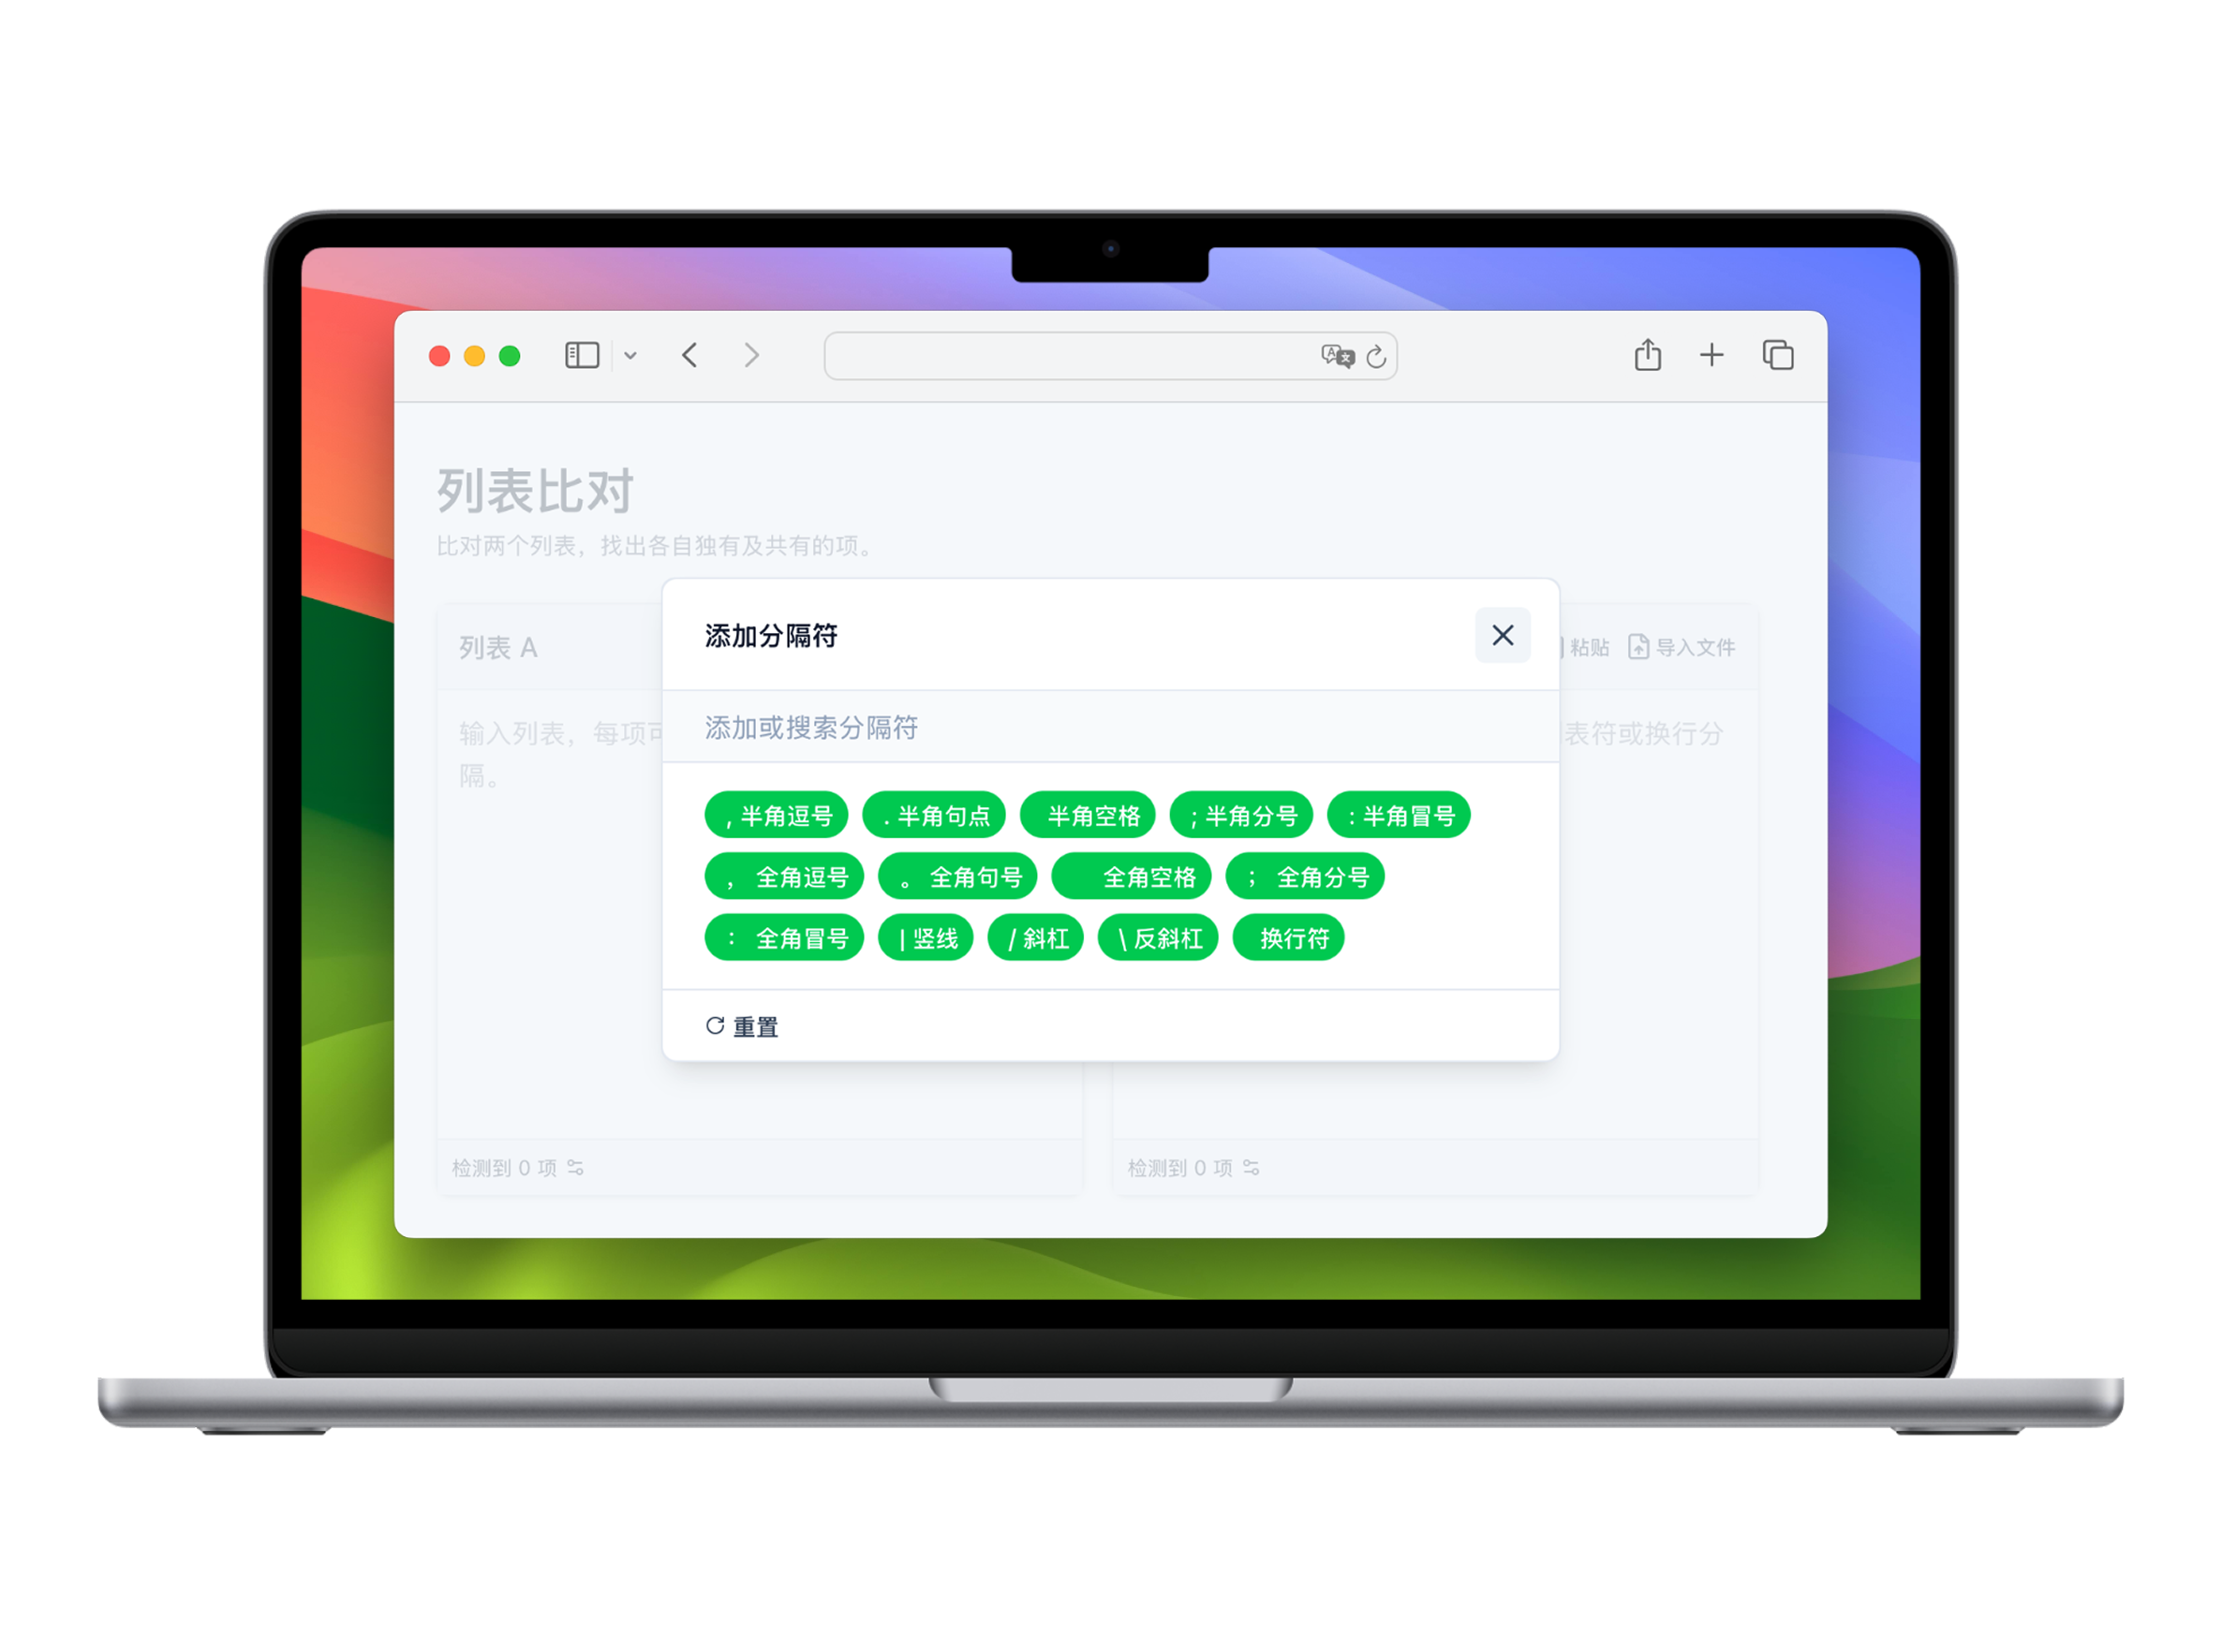 列表比对
比对两个列表，找出各自独有及共有的项。
列表 A
粘贴 导入文件
输入列表，每项可
表符或换行分
隔。
添加分隔符
添加或搜索分隔符
, 半角逗号 . 半角句点 半角空格 ; 半角分号 : 半角冒号
， 全角逗号 。 全角句号 全角空格 ； 全角分号
： 全角冒号 | 竖线 / 斜杠 \ 反斜杠 换行符
重置
检测到 0 项
检测到 0 项